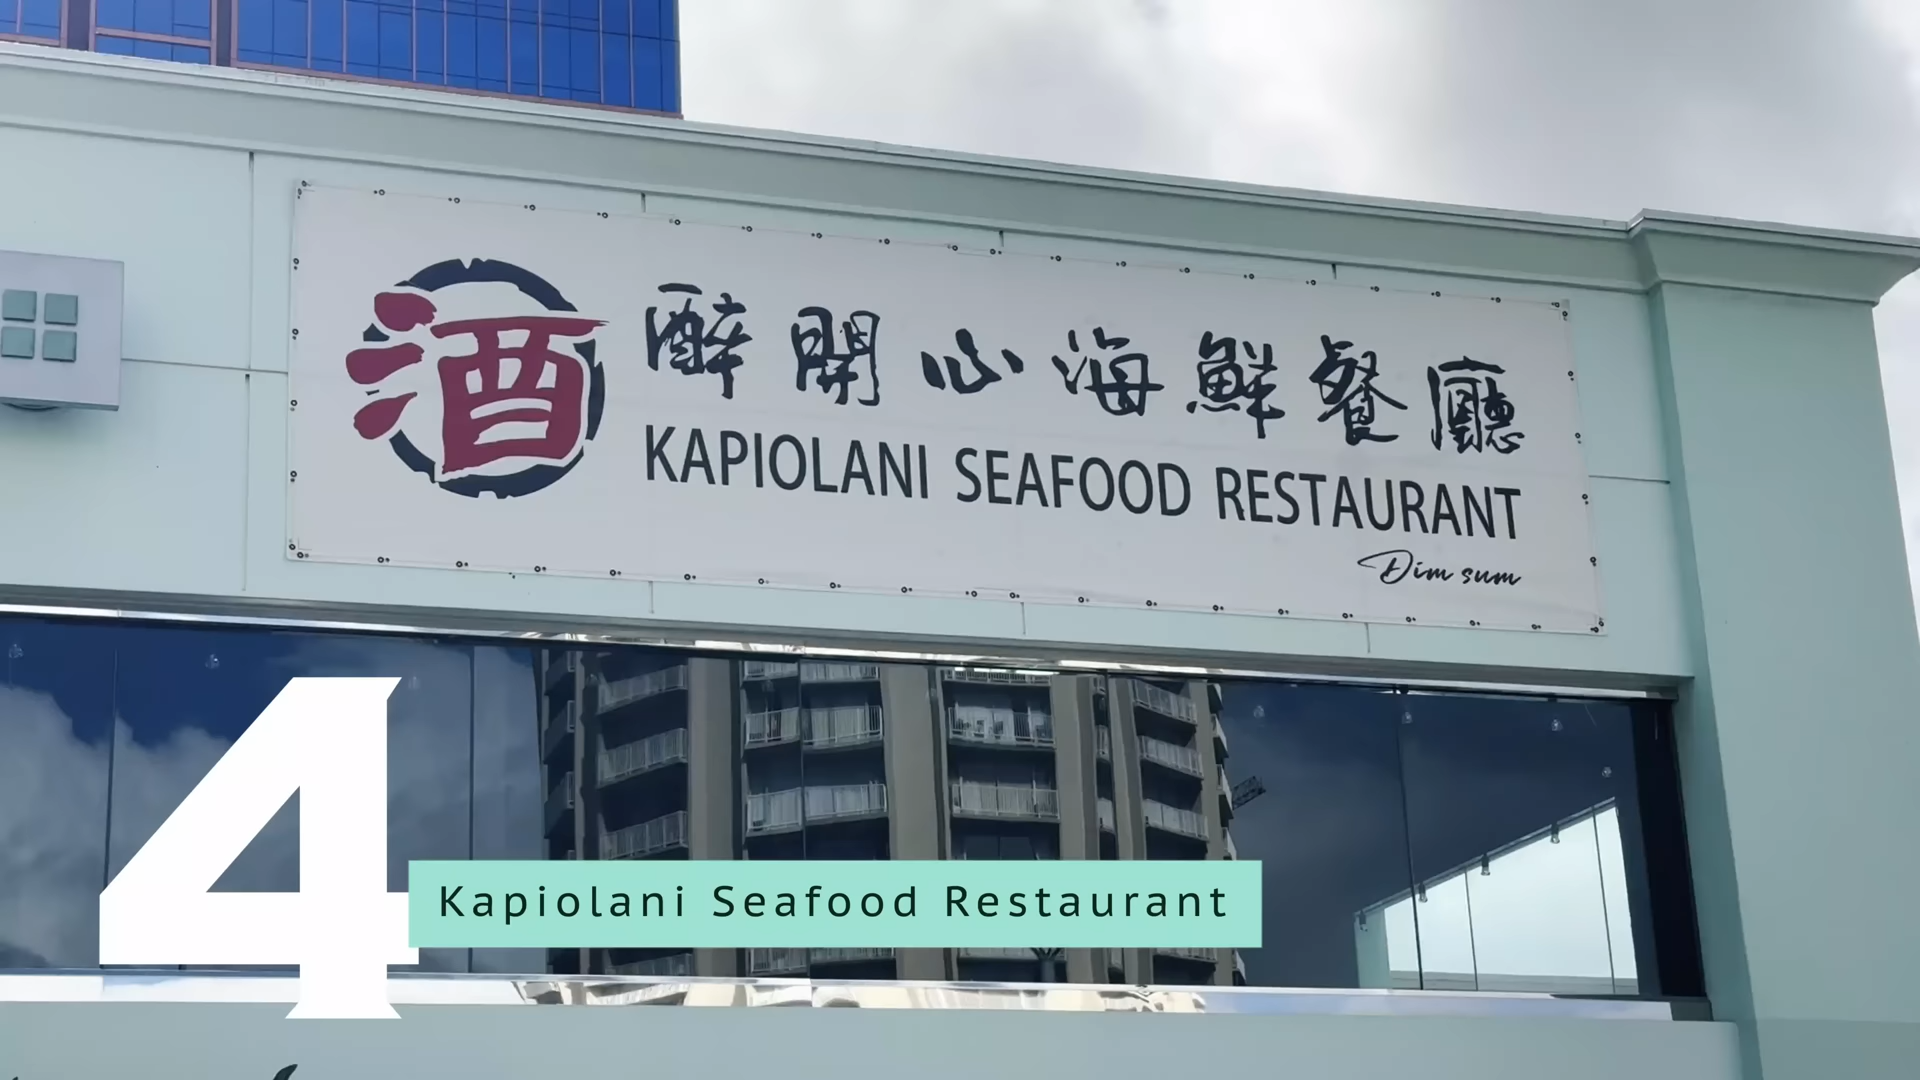 酒
醉開心海鮮餐廳
KAPIOLANI SEAFOOD RESTAURANT
Dim sum
4
Kapiolani Seafood Restaurant